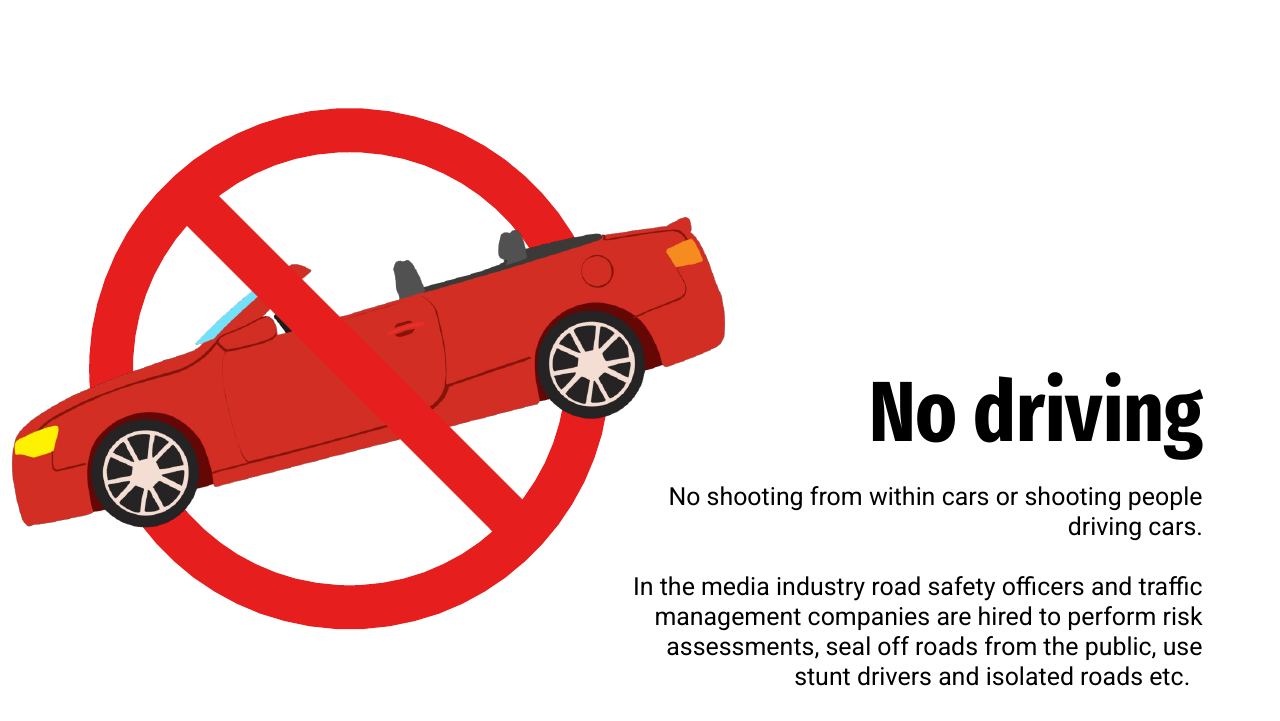 No driving
No shooting from within cars or shooting people
driving cars.
In the media industry road safety officers and traffic
management companies are hired to perform risk
assessments, seal off roads from the public, use
stunt drivers and isolated roads etc.